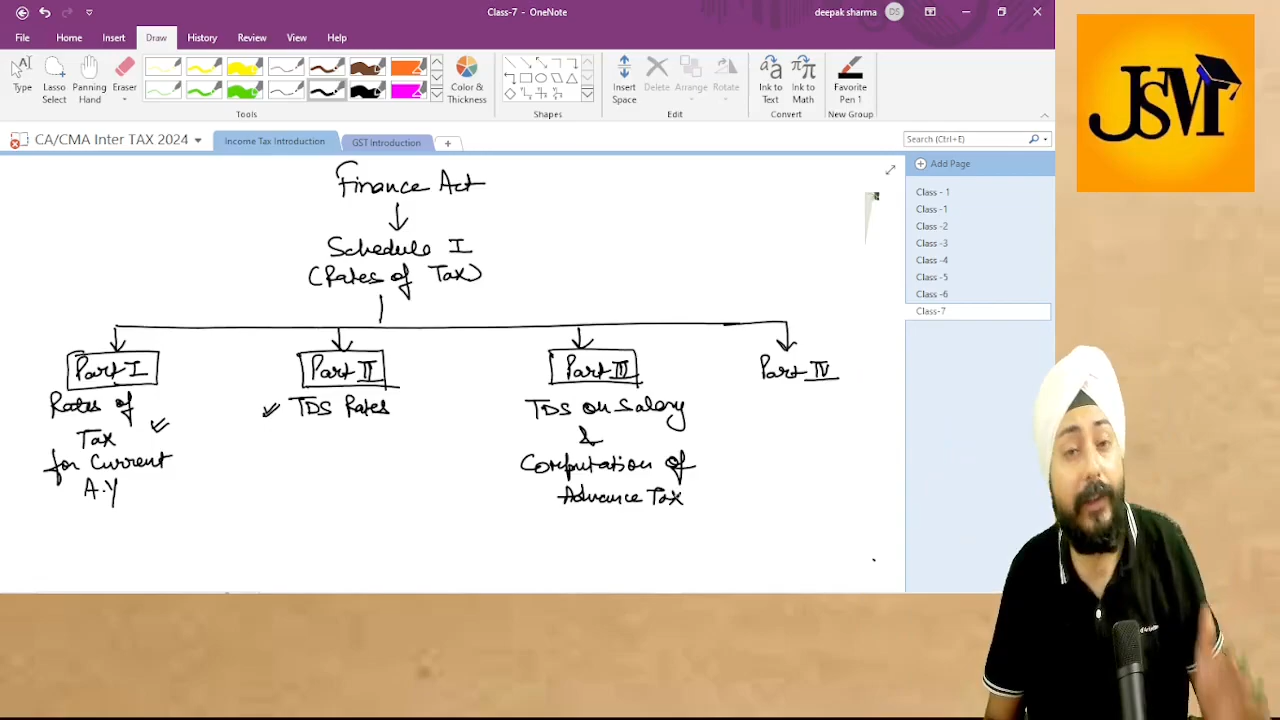 Class-7 - OneNote
deepak sharma DS
File Home Insert Draw History Review View Help
Type
Lasso Select
Panning Hand
Eraser
Tools
Color & Thickness
Shapes
Insert Space
Delete
Arrange
Rotate
Edit
Ink to Text
Ink to Math
Convert
Favorite Pen 1
New Group
CA/CMA Inter TAX 2024
Income Tax Introduction
GST Introduction
Search (Ctrl+E)
Add Page
Class - 1
Class -1
Class -2
Class -3
Class -4
Class -5
Class -6
Class-7
JSM
Finance Act
Schedule I
(Rates of Tax)
Part I
Rates of
Tax
for Current
A.Y
Part II
TDS Rates
Part III
TDS on Salary
&
Computation of
Advance Tax
Part IV